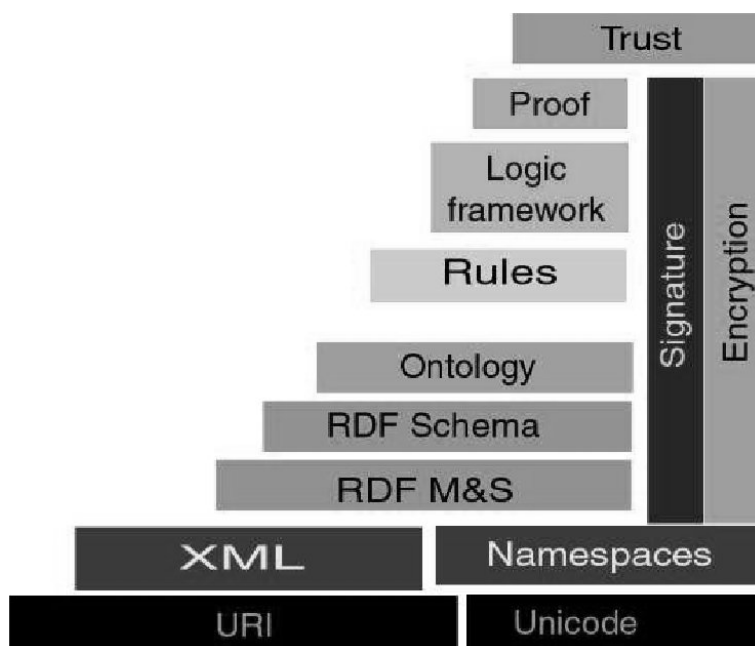 Trust
Proof
Logic
framework
Rules
Ontology
RDF Schema
RDF M&S
Signature
Encryption
XML
Namespaces
URI
Unicode